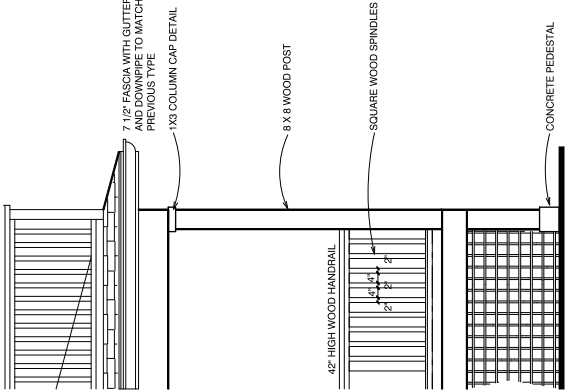 7 1/2" FASCIA WITH GUTTER
AND DOWNPIPE TO MATCH
PREVIOUS TYPE
1X3 COLUMN CAP DETAIL
8 X 8 WOOD POST
SQUARE WOOD SPINDLES
CONCRETE PEDESTAL
42" HIGH WOOD HANDRAIL
4" 4"
2" 2" 2"